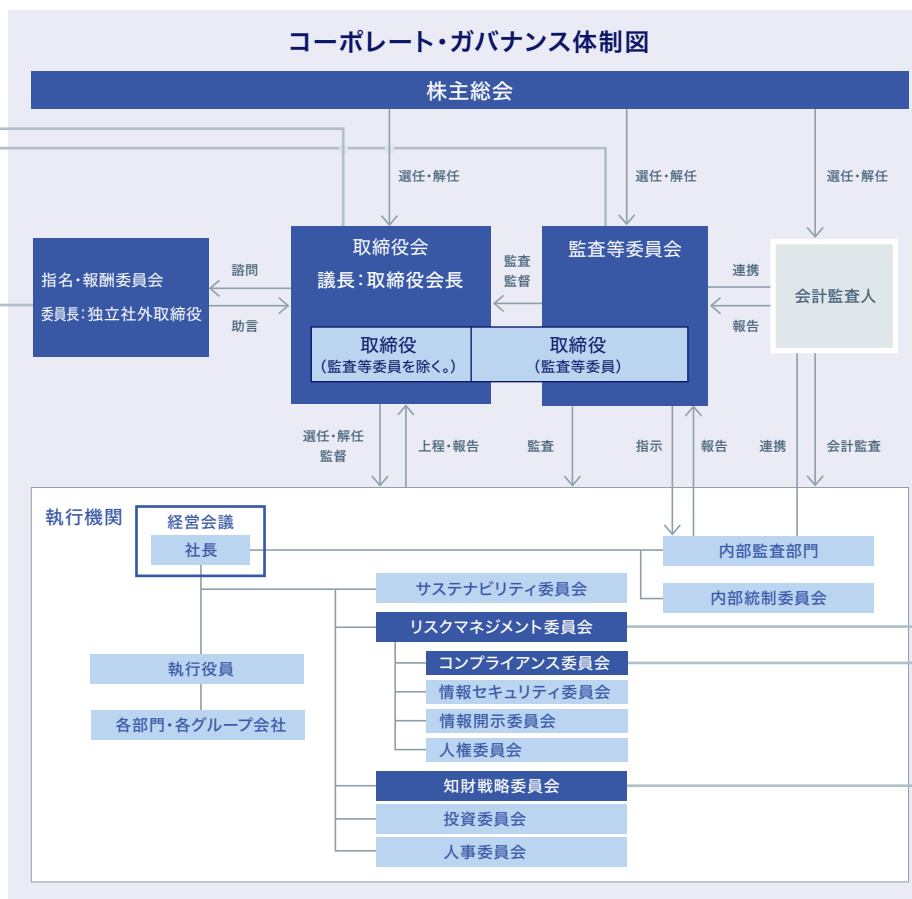 コーポレート・ガバナンス体制図
株主総会
選任・解任
選任・解任
選任・解任
指名・報酬委員会
委員長：独立社外取締役
諮問
助言
取締役会
議長：取締役会長
監査
監督
監査等委員会
連携
報告
会計監査人
取締役
（監査等委員を除く。）
取締役
（監査等委員）
選任・解任
監督
上程・報告
監査
指示
報告
連携
会計監査
執行機関
経営会議
社長
内部監査部門
内部統制委員会
サステナビリティ委員会
リスクマネジメント委員会
コンプライアンス委員会
情報セキュリティ委員会
情報開示委員会
人権委員会
執行役員
各部門・各グループ会社
知財戦略委員会
投資委員会
人事委員会